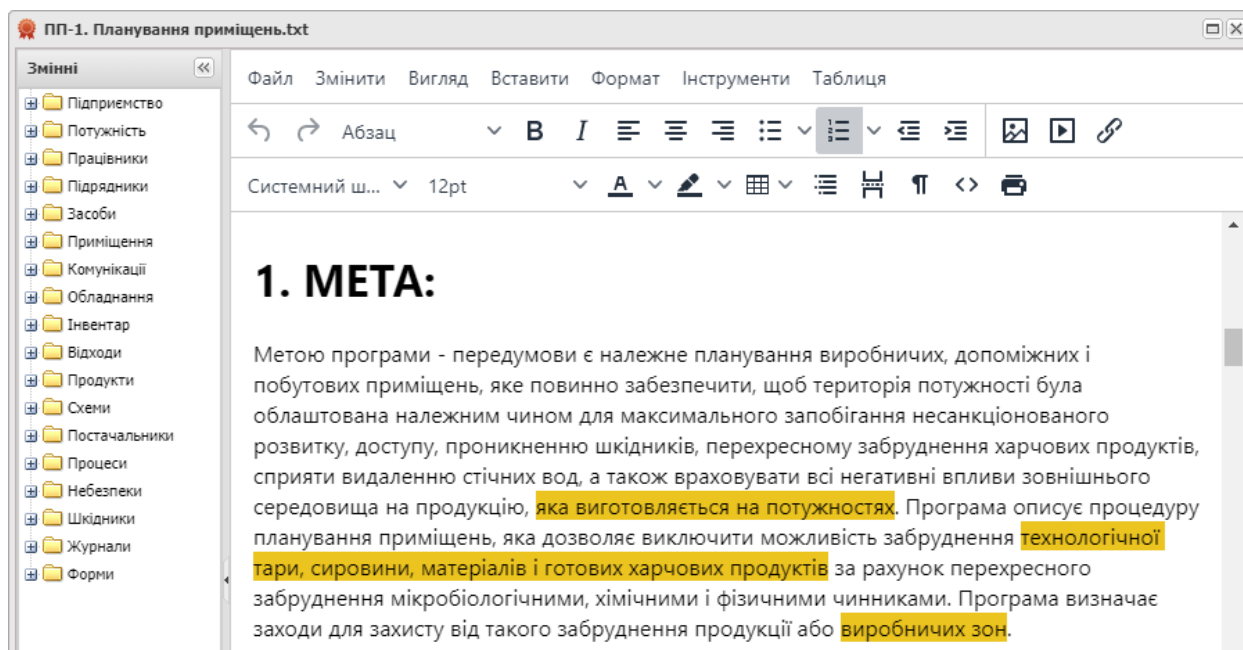 ПП-1. Планування приміщень.txt
Змінні
Підприємство
Потужність
Працівники
Підрядники
Засоби
Приміщення
Комунікації
Обладнання
Інвентар
Відходи
Продукти
Схеми
Постачальники
Процеси
Небезпеки
Шкідники
Журнали
Форми
Файл Змінити Вигляд Вставити Формат Інструменти Таблиця
Абзац
Системний ш... 12pt
1. МЕТА:
Метою програми - передумови є належне планування виробничих, допоміжних і
побутових приміщень, яке повинно забезпечити, щоб територія потужності була
облаштована належним чином для максимального запобігання несанкціонованого
розвитку, доступу, проникненню шкідників, перехресному забруднення харчових продуктів,
сприяти видаленню стічних вод, а також враховувати всі негативні впливи зовнішнього
середовища на продукцію, яка виготовляється на потужностях. Програма описує процедуру
планування приміщень, яка дозволяє виключити можливість забруднення технологічної
тари, сировини, матеріалів і готових харчових продуктів за рахунок перехресного
забруднення мікробіологічними, хімічними і фізичними чинниками. Програма визначає
заходи для захисту від такого забруднення продукції або виробничих зон.